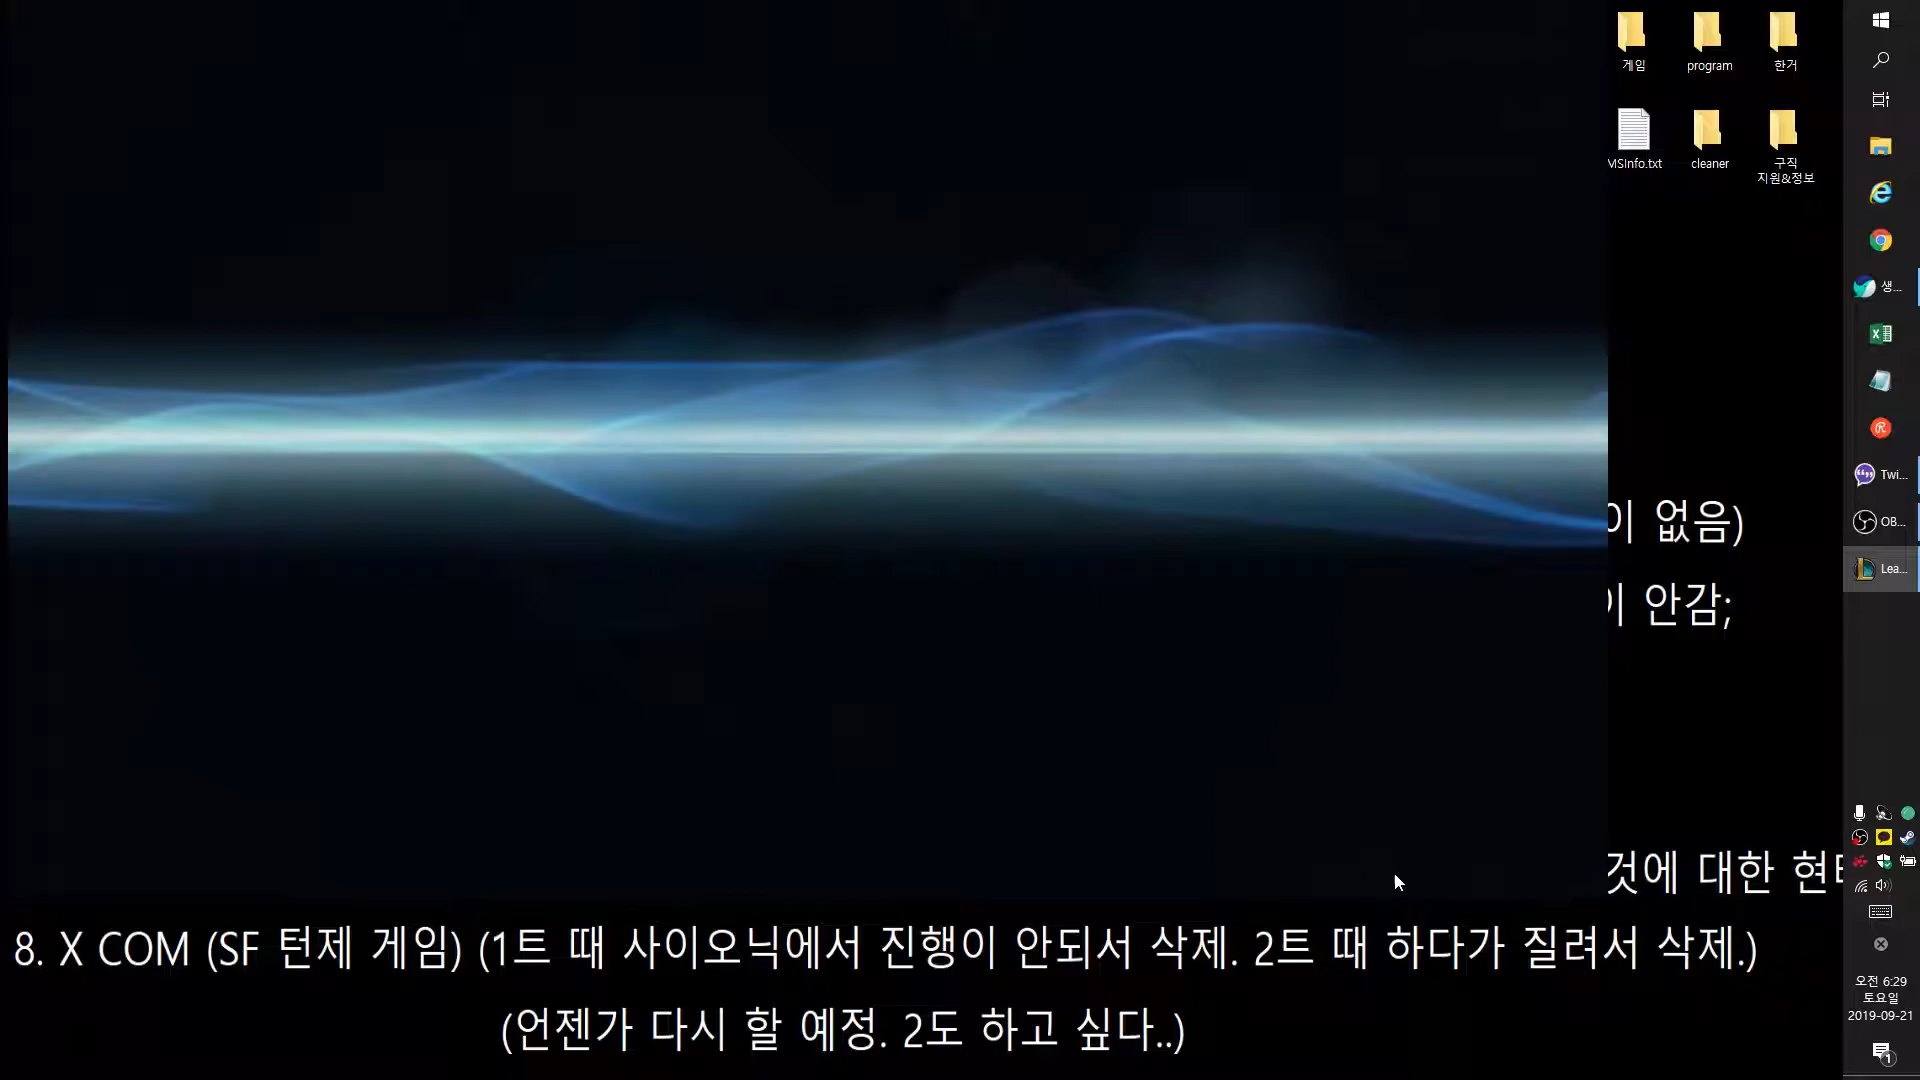 게임
program
한거
MSInfo.txt
cleaner
구직
지원&정보
생...
Twi...
이 없음)
OB...
Lea...
이 안감;
것에 대한
8. X COM (SF 턴제 게임) (1트 때 사이오닉에서 진행이 안되서 삭제. 2트 때 하다가 질려서 삭제.)
(언젠가 다시 할 예정. 2도 하고 싶다..)
오전 6:29
토요일
2019-09-21
1